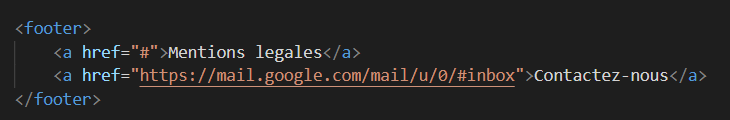 <footer>
<a href="#">Mentions legales</a>
<a href="https://mail.google.com/mail/u/0/#inbox">Contactez-nous</a>
</footer>